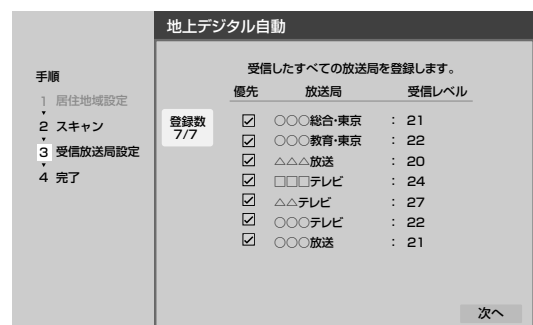 地上デジタル自動
手順
1 居住地域設定
2 スキャン
3 受信放送局設定
4 完了
受信したすべての放送局を登録します。
優先 放送局 受信レベル
登録数
7/7
○○○総合・東京 : 21
○○○教育・東京 : 22
△△△放送 : 20
□□□テレビ : 24
△△テレビ : 27
○○○テレビ : 22
○○○放送 : 21
次へ